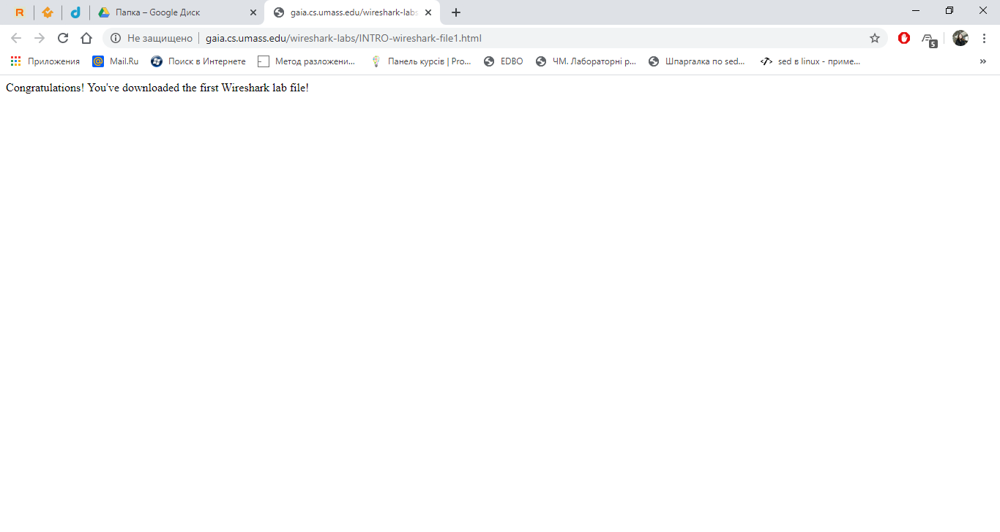 R
Папка – Google Диск
gaia.cs.umass.edu/wireshark-labs
Не защищено
gaia.cs.umass.edu/wireshark-labs/INTRO-wireshark-file1.html
5
Приложения
Mail.Ru
Поиск в Интернете
Метод разложени...
Панель курсів | Pro...
EDBO
ЧМ. Лабораторні р...
Шпаргалка по sed...
sed в linux - приме...
Congratulations! You've downloaded the first Wireshark lab file!